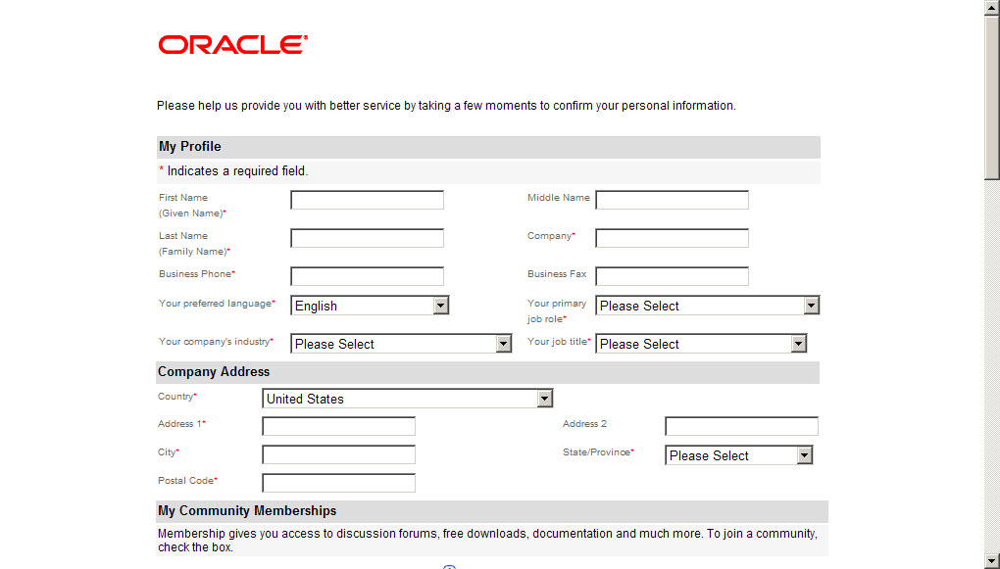 ORACLE®
Please help us provide you with better service by taking a few moments to confirm your personal information.
My Profile
* Indicates a required field.
First Name
(Given Name)*
Middle Name
Last Name
(Family Name)*
Company*
Business Phone*
Business Fax
Your preferred language*
English
Your primary
job role*
Please Select
Your company's industry*
Please Select
Your job title*
Please Select
Company Address
Country*
United States
Address 1*
Address 2
City*
State/Province*
Please Select
Postal Code*
My Community Memberships
Membership gives you access to discussion forums, free downloads, documentation and much more. To join a community,
check the box.